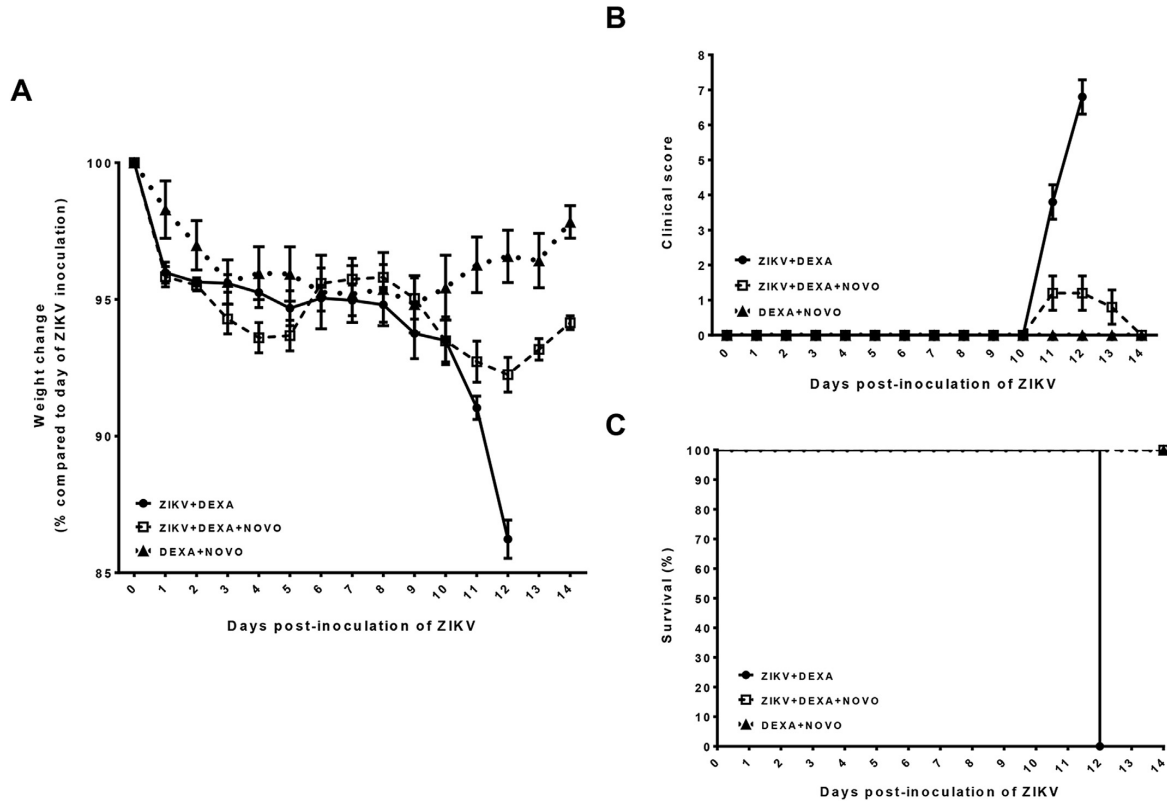 A
Weight change
(% compared to day of ZIKV inoculation)
100
95
90
85
ZIKV+DEXA
ZIKV+DEXA+NOVO
DEXA+NOVO
0 1 2 3 4 5 6 7 8 9 10 11 12 13 14
Days post-inoculation of ZIKV
B
Clinical score
8
7
6
5
4
3
2
1
0
ZIKV+DEXA
ZIKV+DEXA+NOVO
DEXA+NOVO
0 1 2 3 4 5 6 7 8 9 10 11 12 13 14
Days post-inoculation of ZIKV
C
Survival (%)
100
90
80
70
60
50
40
30
20
10
0
ZIKV+DEXA
ZIKV+DEXA+NOVO
DEXA+NOVO
0 1 2 3 4 5 6 7 8 9 10 11 12 13 14
Days post-inoculation of ZIKV